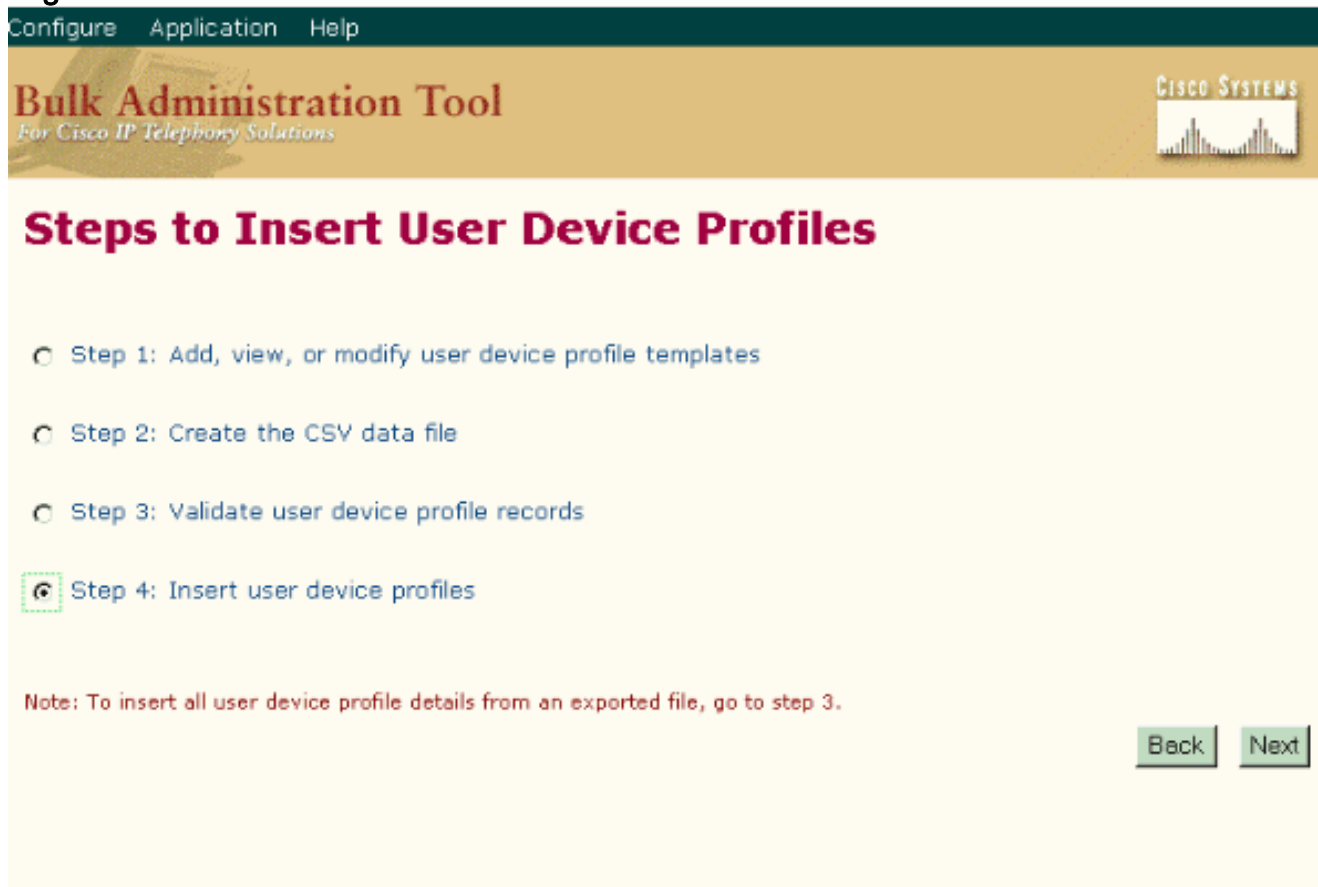 Configure Application Help
Bulk Administration Tool
For Cisco IP Telephony Solutions
CISCO SYSTEMS
Steps to Insert User Device Profiles
Step 1: Add, view, or modify user device profile templates
Step 2: Create the CSV data file
Step 3: Validate user device profile records
Step 4: Insert user device profiles
Note: To insert all user device profile details from an exported file, go to step 3.
Back Next